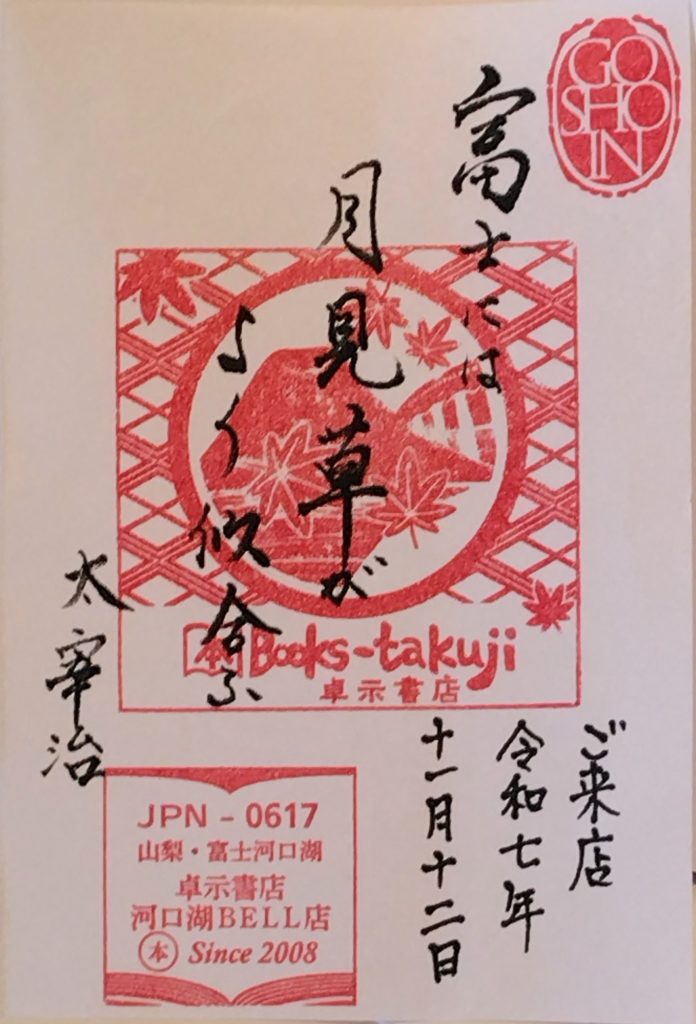 GO
SHO
IN
富士には
月見草が
よく似合ふ
太宰治
本 Books-takuji
卓示書店
ご来店
令和七年
十一月十二日
JPN - 0617
山梨・富士河口湖
卓示書店
河口湖BELL店
本 Since 2008